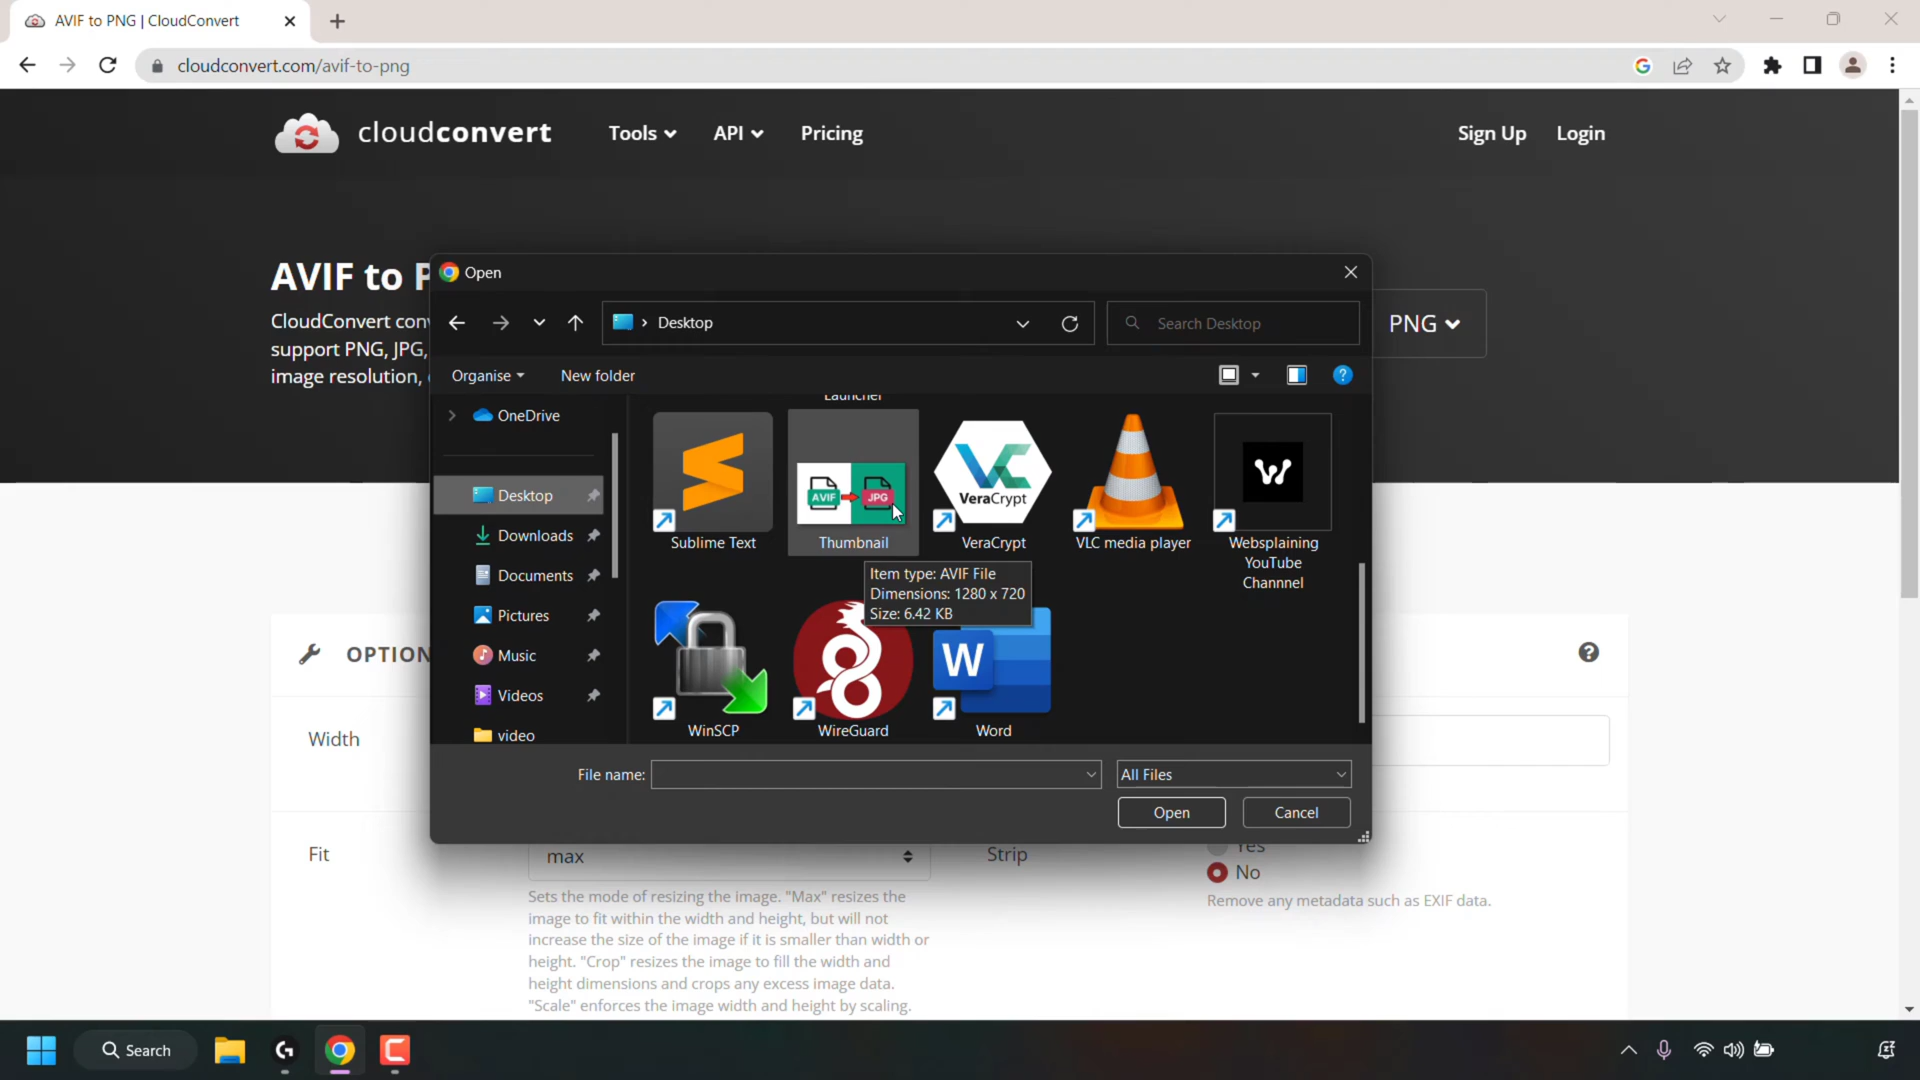 AVIF to PNG | CloudConvert
cloudconvert.com/avif-to-png
cloudconvert
Tools
API
Pricing
Sign Up
Login
AVIF to P
CloudConvert con
support PNG, JPG,
image resolution,
PNG
Open
Desktop
Search Desktop
Organise
New folder
OneDrive
Desktop
Downloads
Documents
Pictures
Music
Videos
video
Launcher
Sublime Text
AVIF
JPG
Thumbnail
VeraCrypt
VeraCrypt
VLC media player
Websplaining
YouTube
Channnel
Item type: AVIF File
Dimensions: 1280 x 720
Size: 6.42 KB
WinSCP
WireGuard
W
Word
File name:
All Files
Open
Cancel
OPTION
Width
Fit
max
Sets the mode of resizing the image. "Max" resizes the
image to fit within the width and height, but will not
increase the size of the image if it is smaller than width or
height. "Crop" resizes the image to fill the width and
height dimensions and crops any excess image data.
"Scale" enforces the image width and height by scaling.
Strip
Yes
No
Remove any metadata such as EXIF data.
Search